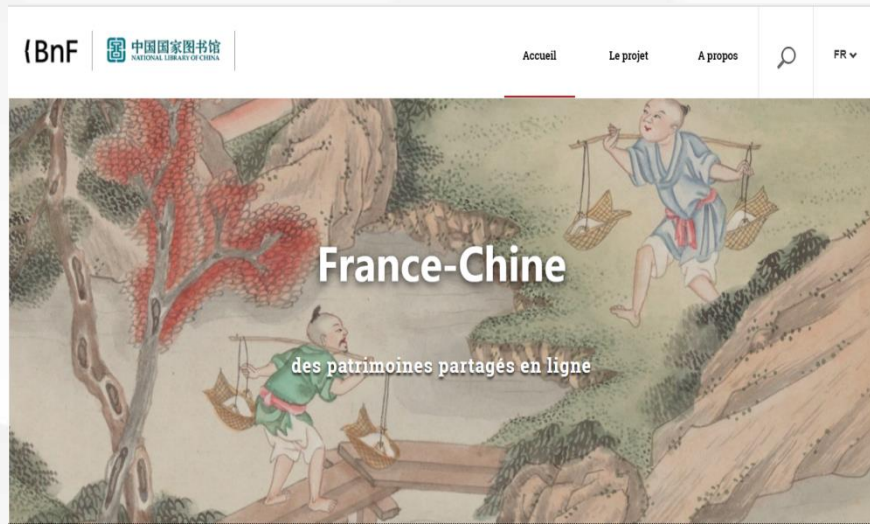 BnF
中国国家图书馆
NATIONAL LIBRARY OF CHINA
Accueil
Le projet
A propos
FR
France-Chine
des patrimoines partagés en ligne